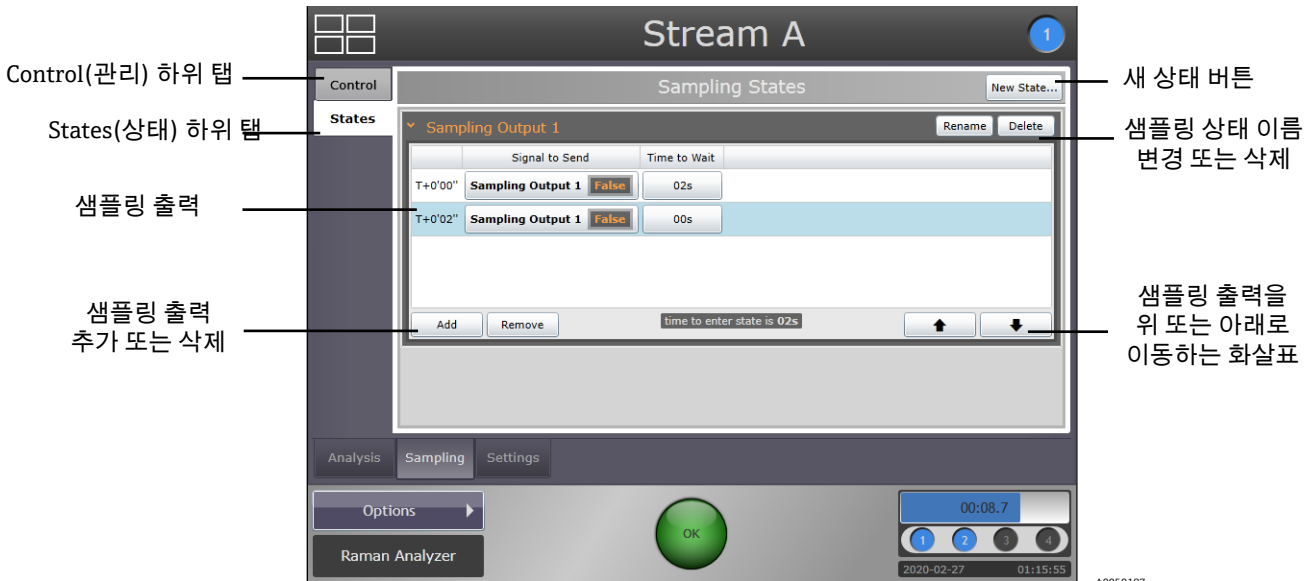 Stream A
1
Control(관리) 하위 탭
States(상태) 하위 탭
샘플링 출력
샘플링 출력
추가 또는 삭제
Control
States
Sampling States
New State...
Sampling Output 1
Rename
Delete
Signal to Send
Time to Wait
T+0'00" Sampling Output 1 False 02s
T+0'02" Sampling Output 1 False 00s
Add
Remove
time to enter state is 02s
새 상태 버튼
샘플링 상태 이름
변경 또는 삭제
샘플링 출력을
위 또는 아래로
이동하는 화살표
Analysis
Sampling
Settings
Options
Raman Analyzer
OK
00:08.7
1 2 3 4
2020-02-27 01:15:55